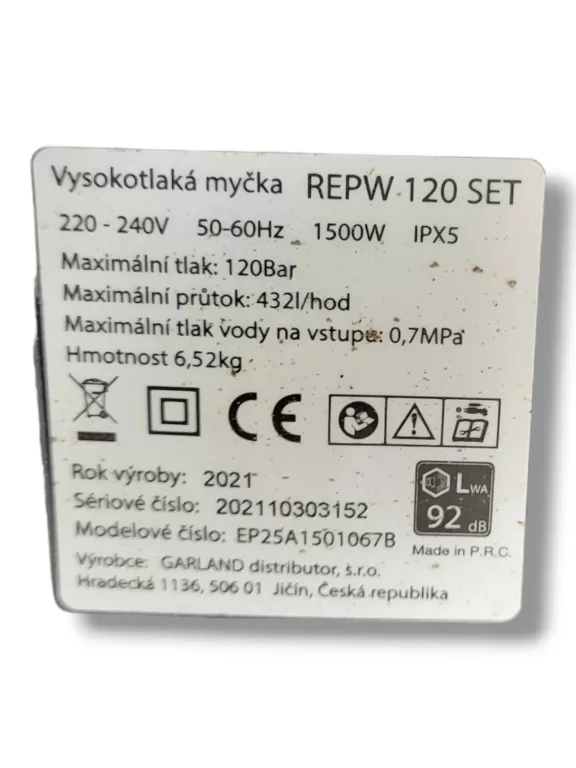 Vysokotlaká myčka REPW 120 SET
220 - 240V 50-60Hz 1500W IPX5
Maximální tlak: 120Bar
Maximální průtok: 432l/hod
Maximální tlak vody na vstupu: 0,7MPa
Hmotnost 6,52kg
CE
Rok výroby: 2021
Sériové číslo: 202110303152
Modelové číslo: EP25A1501067B
LWA
92 dB
Made in P.R.C.
Výrobce: GARLAND distributor, s.r.o.
Hradecká 1136, 506 01 Jičín, Česká republika